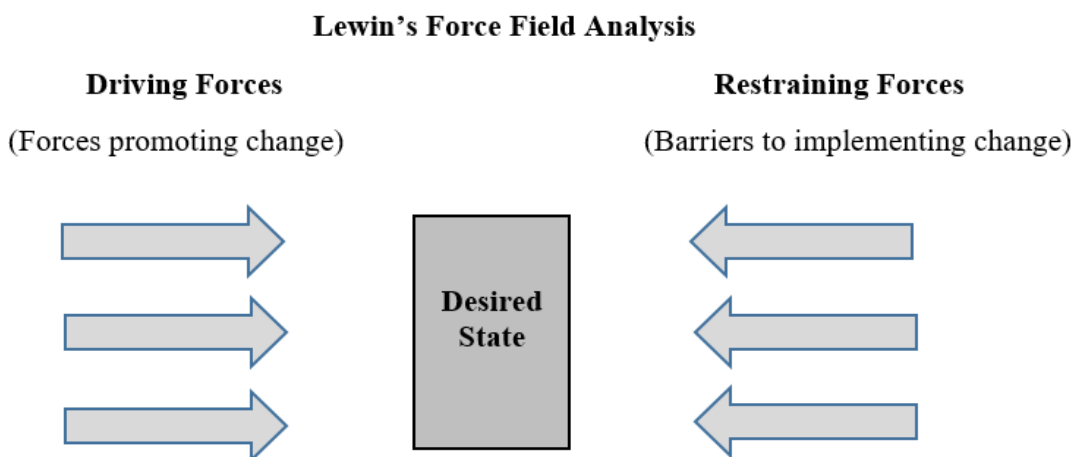 Lewin’s Force Field Analysis
Driving Forces
Restraining Forces
(Forces promoting change)
(Barriers to implementing change)
Desired
State